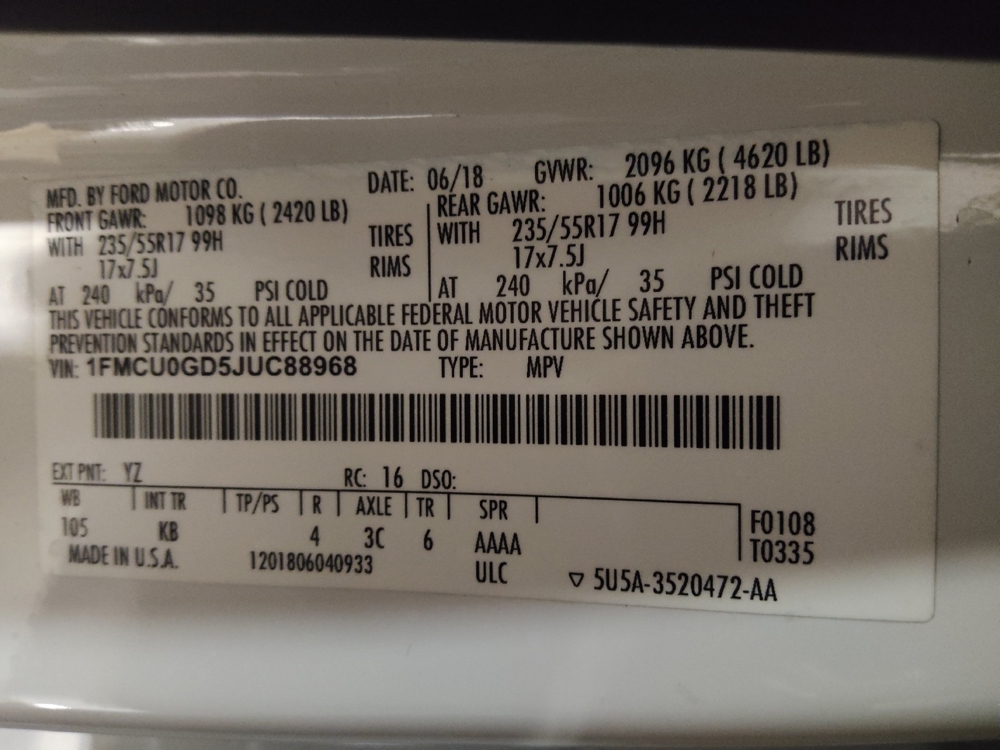 MFD. BY FORD MOTOR CO. DATE: 06/18 GVWR: 2096 KG ( 4620 LB)
FRONT GAWR: 1098 KG ( 2420 LB) REAR GAWR: 1006 KG ( 2218 LB)
WITH 235/55R17 99H TIRES WITH 235/55R17 99H TIRES
17x7.5J RIMS 17x7.5J RIMS
AT 240 kPa/ 35 PSI COLD AT 240 kPa/ 35 PSI COLD
THIS VEHICLE CONFORMS TO ALL APPLICABLE FEDERAL MOTOR VEHICLE SAFETY AND THEFT
PREVENTION STANDARDS IN EFFECT ON THE DATE OF MANUFACTURE SHOWN ABOVE.
VIN: 1FMCU0GD5JUC88968 TYPE: MPV
EXT PNT: YZ RC: 16 DSO:
WB INT TR TP/PS R AXLE TR SPR F0108
105 KB 4 3C 6 AAAA T0335
MADE IN U.S.A. 1201806040933 ULC ▽ 5U5A-3520472-AA